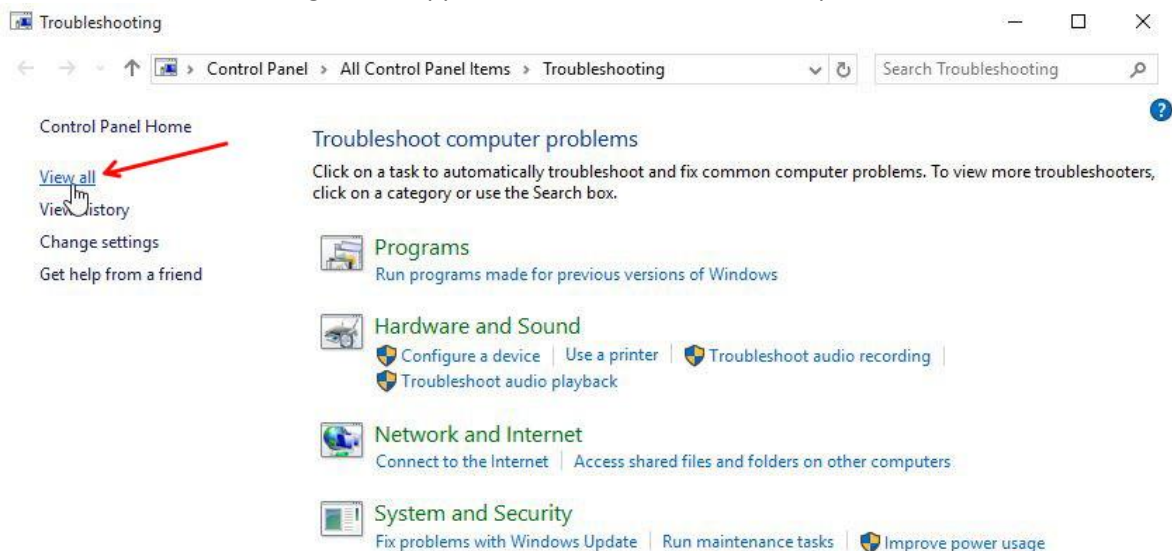 Troubleshooting
Control Panel > All Control Panel Items > Troubleshooting
Search Troubleshooting
Control Panel Home
View all
View history
Change settings
Get help from a friend
Troubleshoot computer problems
Click on a task to automatically troubleshoot and fix common computer problems. To view more troubleshooters,
click on a category or use the Search box.
Programs
Run programs made for previous versions of Windows
Hardware and Sound
Configure a device | Use a printer | Troubleshoot audio recording |
Troubleshoot audio playback
Network and Internet
Connect to the Internet | Access shared files and folders on other computers
System and Security
Fix problems with Windows Update | Run maintenance tasks | Improve power usage